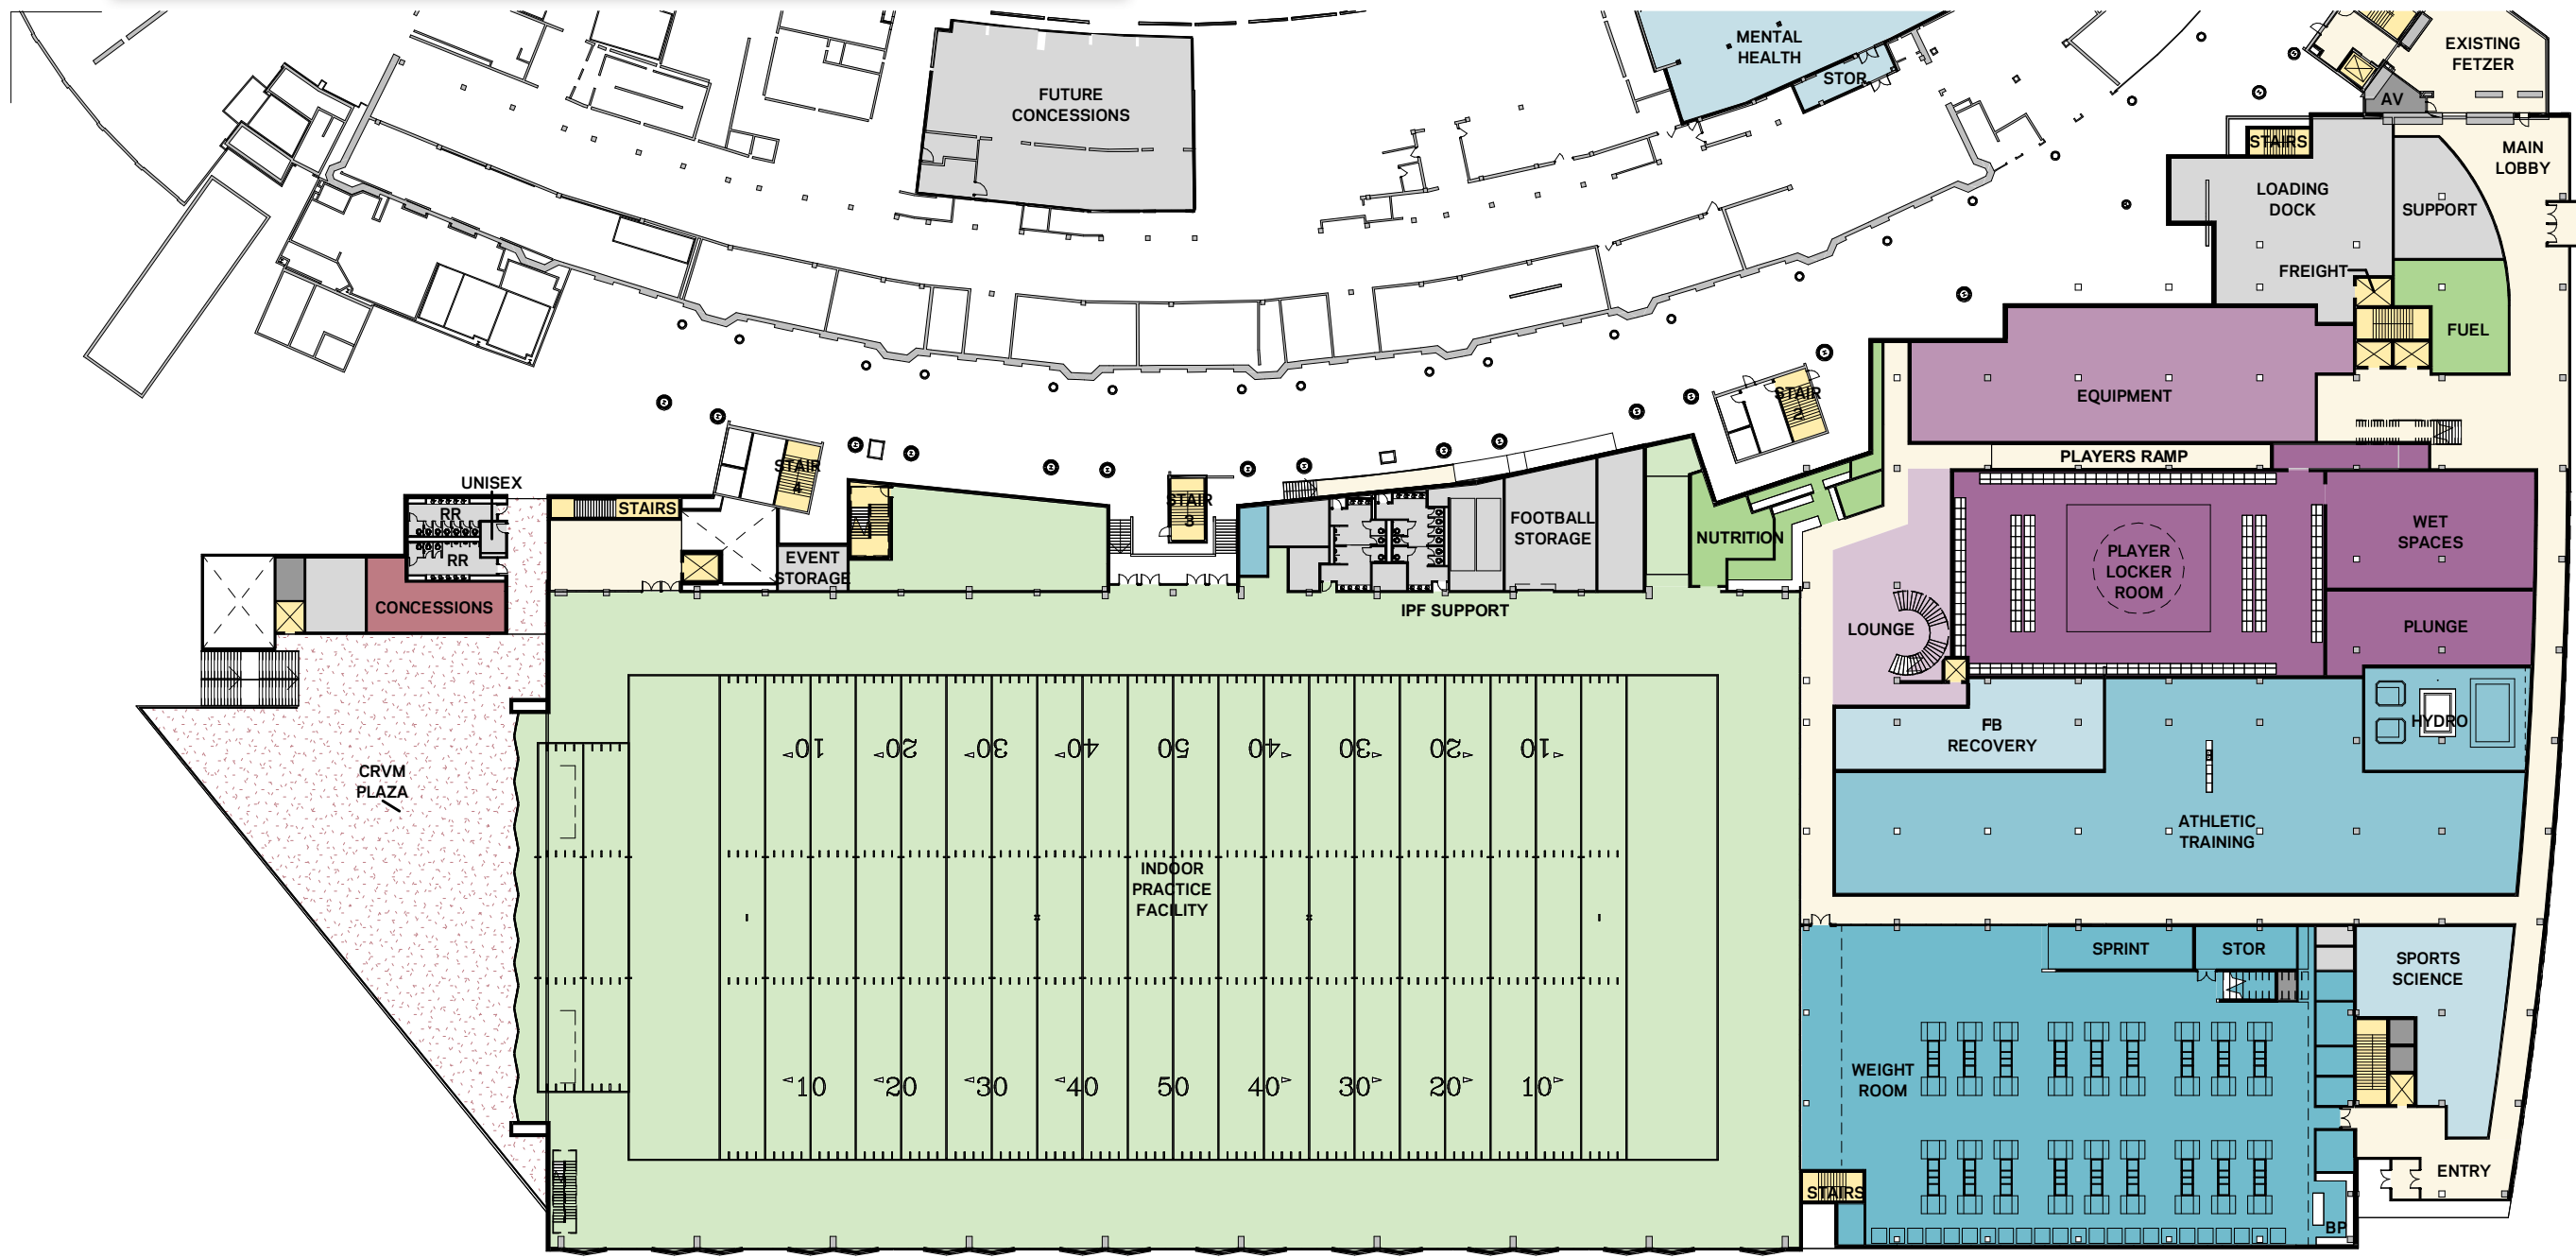 MENTAL
HEALTH
STOR
EXISTING
FETZER
AV
FUTURE
CONCESSIONS
STAIRS
MAIN
LOBBY
LOADING
DOCK
SUPPORT
FREIGHT
FUEL
EQUIPMENT
STAIR
2
PLAYERS RAMP
STAIR
4
UNISEX
RR
RR
STAIRS
STAIR
3
EVENT
STORAGE
FOOTBALL
STORAGE
NUTRITION
WET
SPACES
PLAYER
LOCKER
ROOM
CONCESSIONS
IPF SUPPORT
LOUNGE
PLUNGE
HYDRO
FB
RECOVERY
10 20 30 40 50 40 30 20 10
CRVM
PLAZA
ATHLETIC
TRAINING
INDOOR
PRACTICE
FACILITY
SPRINT
STOR
SPORTS
SCIENCE
WEIGHT
ROOM
10 20 30 40 50 40 30 20 10
ENTRY
STAIRS
BP